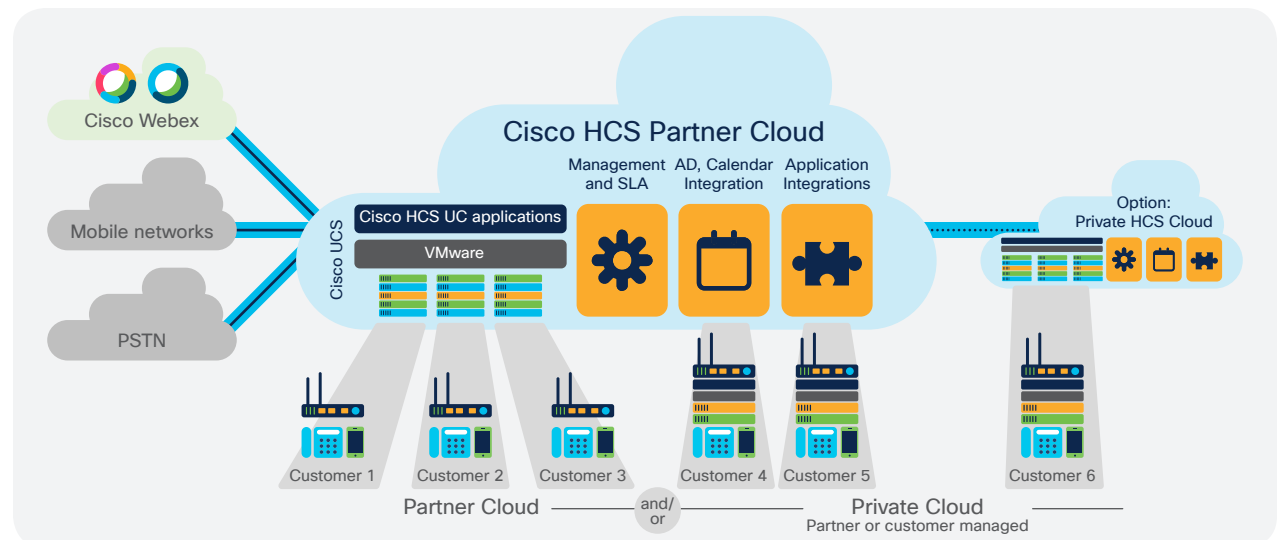 Cisco Webex
Mobile networks
PSTN
Cisco HCS Partner Cloud
Management
and SLA
AD, Calendar
Integration
Application
Integrations
Cisco UCS
Cisco HCS UC applications
VMware
Option:
Private HCS Cloud
Customer 1
Customer 2
Customer 3
Customer 4
Customer 5
Customer 6
Partner Cloud
and/
or
Private Cloud
Partner or customer managed